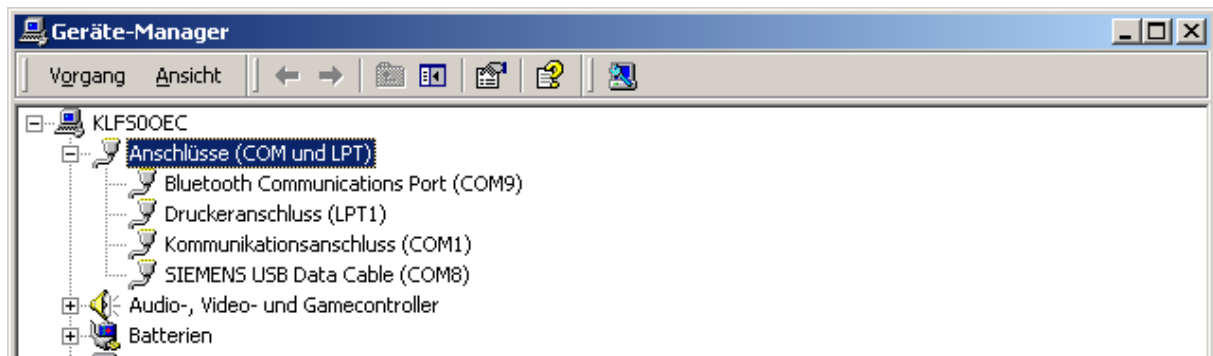 Geräte-Manager
Vorgang Ansicht
KLFS0OEC
Anschlüsse (COM und LPT)
Bluetooth Communications Port (COM9)
Druckeranschluss (LPT1)
Kommunikationsanschluss (COM1)
SIEMENS USB Data Cable (COM8)
Audio-, Video- und Gamecontroller
Batterien